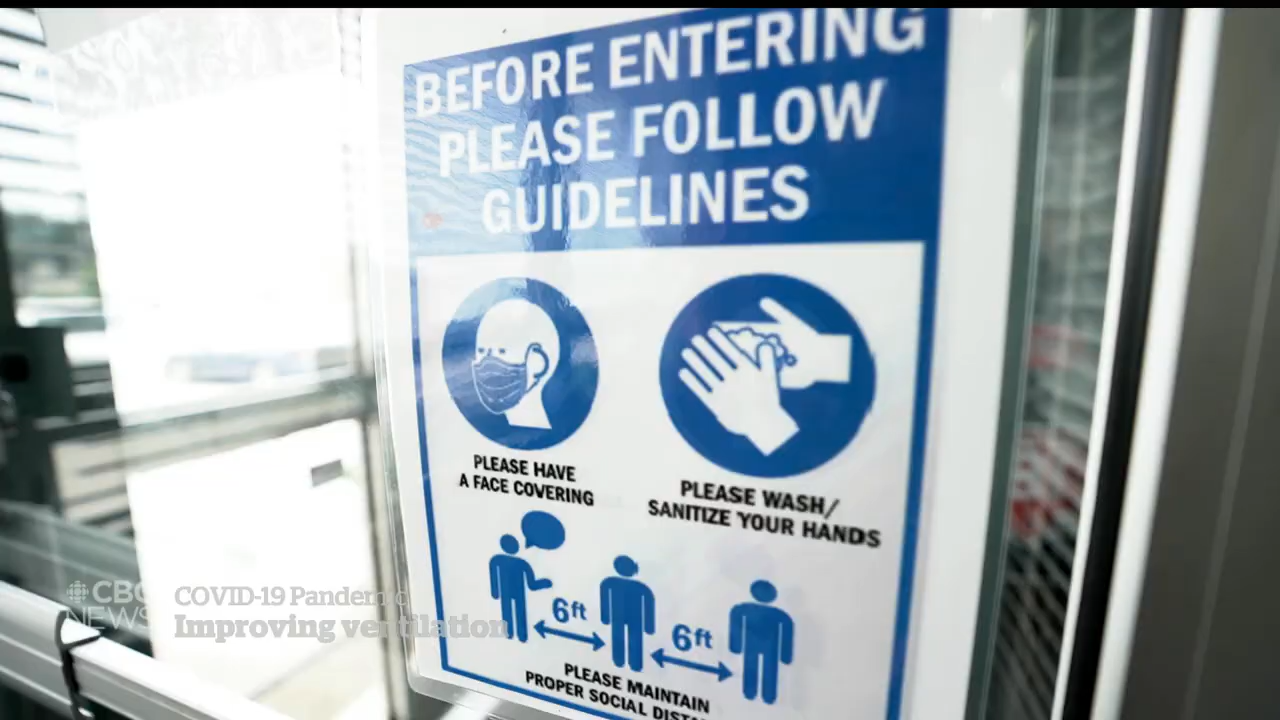 BEFORE ENTERING
PLEASE FOLLOW
GUIDELINES
PLEASE HAVE
A FACE COVERING
PLEASE WASH/
SANITIZE YOUR HANDS
6ft
6ft
PLEASE MAINTAIN
PROPER SOCIAL
CBC
NEWS
COVID-19 Pandemic
Improving ventilation